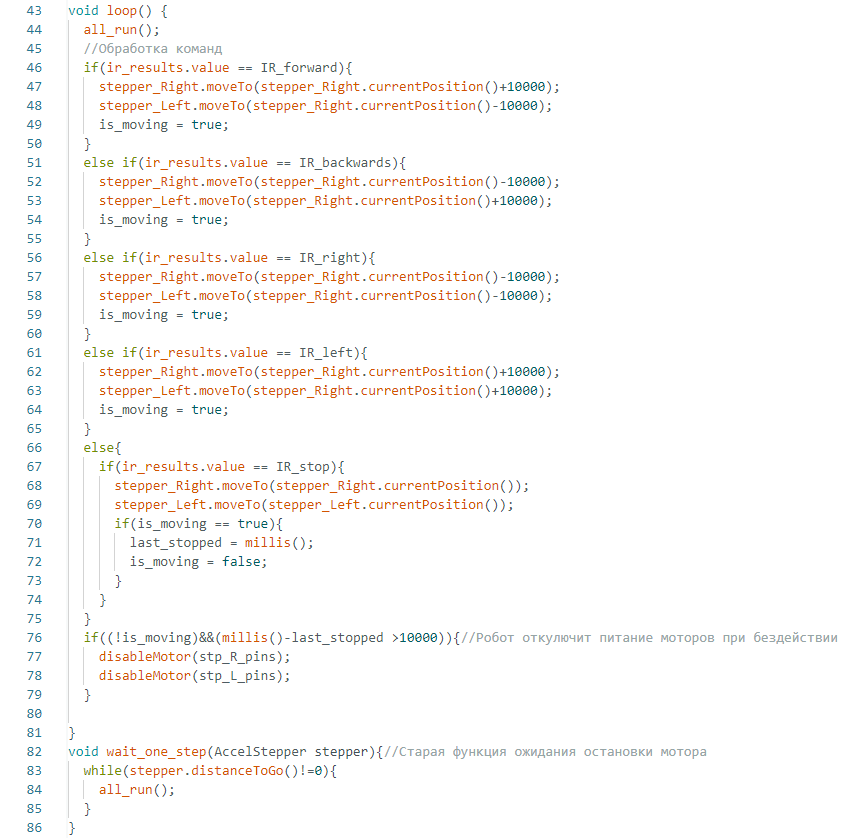 43 void loop() {
44 all_run();
45 //Обработка команд
46 if(ir_results.value == IR_forward){
47 stepper_Right.moveTo(stepper_Right.currentPosition()+10000);
48 stepper_Left.moveTo(stepper_Right.currentPosition()-10000);
49 is_moving = true;
50 }
51 else if(ir_results.value == IR_backwards){
52 stepper_Right.moveTo(stepper_Right.currentPosition()-10000);
53 stepper_Left.moveTo(stepper_Right.currentPosition()+10000);
54 is_moving = true;
55 }
56 else if(ir_results.value == IR_right){
57 stepper_Right.moveTo(stepper_Right.currentPosition()-10000);
58 stepper_Left.moveTo(stepper_Right.currentPosition()-10000);
59 is_moving = true;
60 }
61 else if(ir_results.value == IR_left){
62 stepper_Right.moveTo(stepper_Right.currentPosition()+10000);
63 stepper_Left.moveTo(stepper_Right.currentPosition()+10000);
64 is_moving = true;
65 }
66 else{
67 if(ir_results.value == IR_stop){
68 stepper_Right.moveTo(stepper_Right.currentPosition());
69 stepper_Left.moveTo(stepper_Left.currentPosition());
70 if(is_moving == true){
71 last_stopped = millis();
72 is_moving = false;
73 }
74 }
75 }
76 if((!is_moving)&&(millis()-last_stopped >10000)){//Робот откулючит питание моторов при бездействии
77 disableMotor(stp_R_pins);
78 disableMotor(stp_L_pins);
79 }
80
81 }
82 void wait_one_step(AccelStepper stepper){//Старая функция ожидания остановки мотора
83 while(stepper.distanceToGo()!=0){
84 all_run();
85 }
86 }